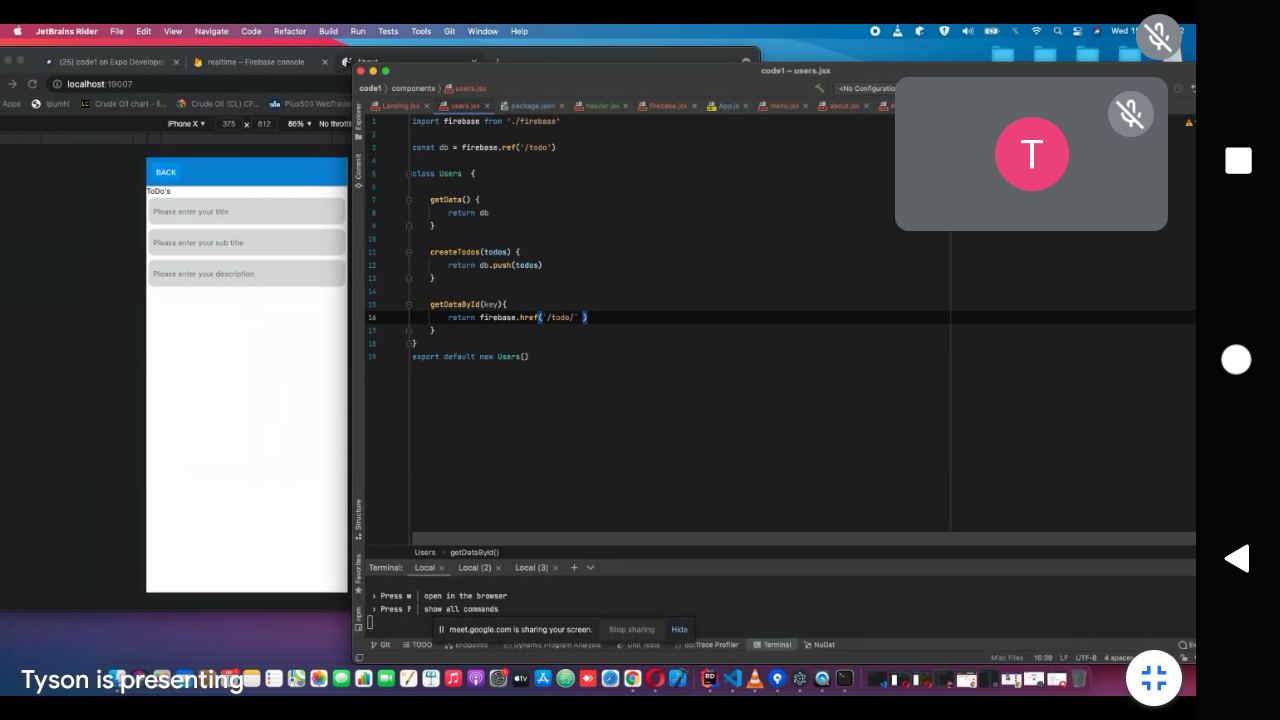 JetBrains Rider File Edit View Navigate Code Refactor Build Run Tests Tools Git Window Help
Wed
(25) code1 on Expo Developer
realtime – Firebase console
code1 – users.jsx
localhost:19007
code1
components
users.jsx
Apps
Ipumhl
Crude Oil chart - li...
Crude Oil (CL) CF...
Plus500 WebTrade
Landing.jsx
users.jsx
package.json
header.jsx
firebase.jsx
App.js
menu.jsx
about.jsx
iPhone X ▾ 375 x 812 86% ▾ No thrott
Explorer
Commit
Structure
Favorites
npm
BACK
ToDo's
Please enter your title
Please enter your sub title
Please enter your description
1 import firebase from './firebase'
2
3 const db = firebase.ref('/todo')
4
5 class Users {
6
7 getData() {
8 return db
9 }
10
11 createTodos(todos) {
12 return db.push(todos)
13 }
14
15 getDataById(key){
16 return firebase.href(`/todo/` )
17 }
18 }
19 export default new Users()
T
Users › getDataById()
Terminal: Local × Local (2) × Local (3) × +
› Press w | open in the browser
› Press ? | show all commands
meet.google.com is sharing your screen.
Stop sharing
Hide
Git
TODO
Endpoints
Dynamic Program Analysis
Unit Tests
dotTrace Profiler
Terminal
NuGet
Misc Files 16:39 LF UTF-8 4 spaces
Tyson is presenting